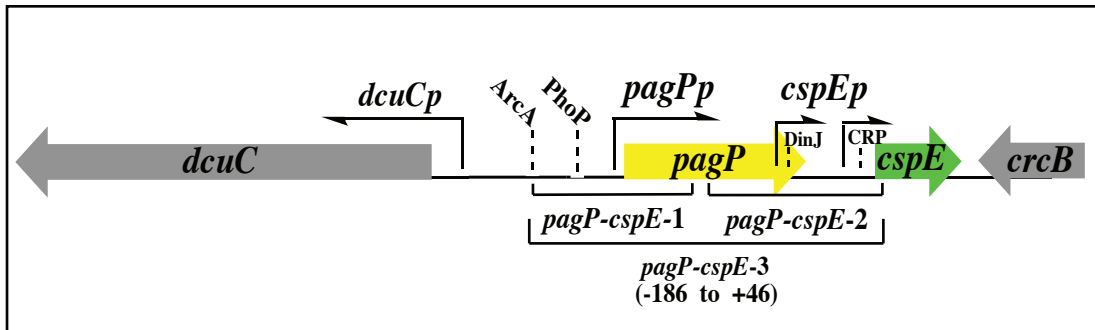 dcuCp
ArcA
PhoP
pagPp
cspEp
DinJ
CRP
dcuC
pagP
cspE
crcB
pagP-cspE-1
pagP-cspE-2
pagP-cspE-3
(-186 to +46)